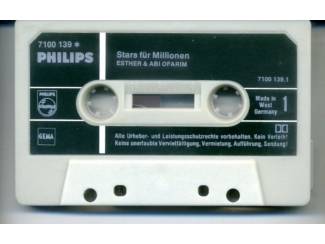 7100 139 *
PHILIPS
Stars für Millionen
ESTHER & ABI OFARIM
7100 139.1
PHILIPS
Made in
West
Germany
1
GEMA
Alle Urheber- und Leistungsschutzrechte vorbehalten. Kein Verleih!
Keine unerlaubte Vervielfältigung, Vermietung, Aufführung, Sendung!